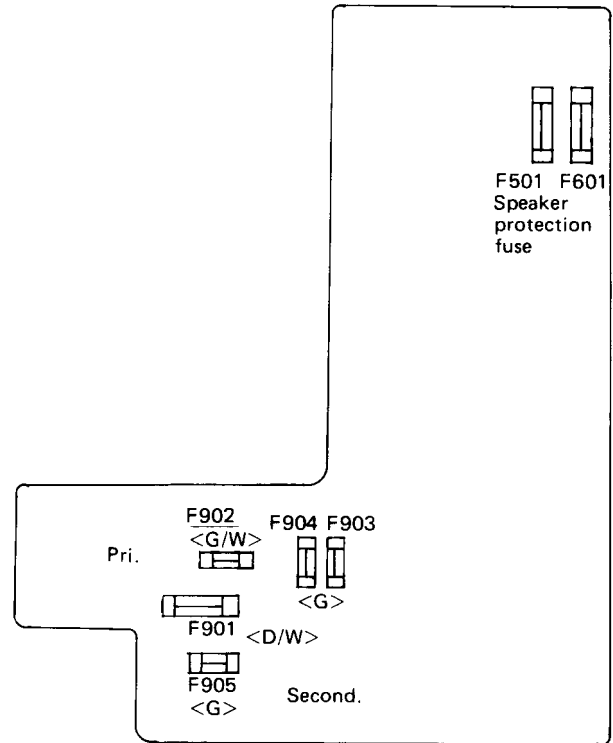 F501 F601
Speaker
protection
fuse
F902
<G/W>
F904 F903
<G>
Pri.
F901
<D/W>
F905
<G>
Second.